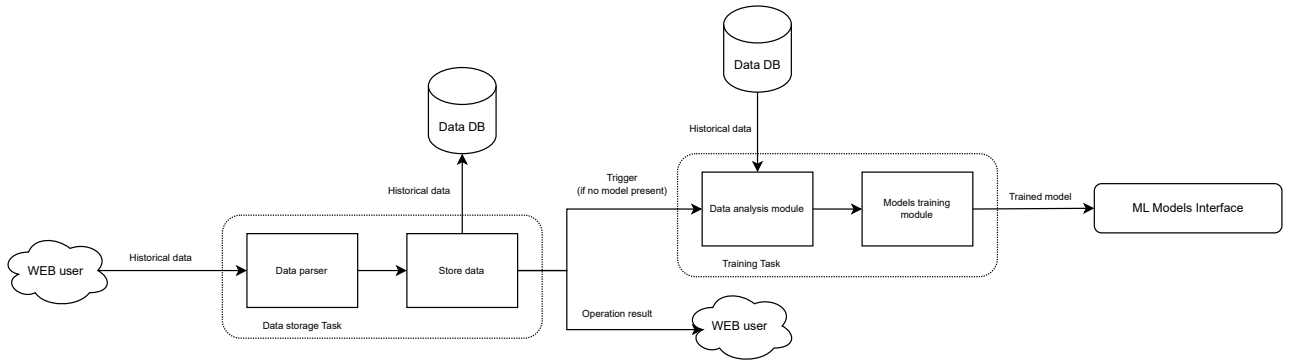 Data DB
Data DB
Historical data
Historical data
Trigger
(if no model present)
Data analysis module
Models training
module
Trained model
ML Models Interface
Training Task
WEB user
Historical data
Data parser
Store data
Data storage Task
Operation result
WEB user